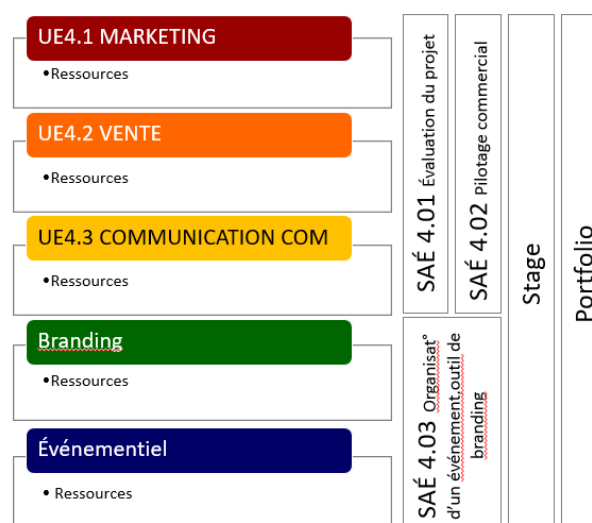 UE4.1 MARKETING
•Ressources
UE4.2 VENTE
•Ressources
UE4.3 COMMUNICATION COM
•Ressources
Branding
•Ressources
Événementiel
• Ressources
SAÉ 4.01 Évaluation du projet
SAÉ 4.02 Pilotage commercial
SAÉ 4.03 Organisat°
d'un événement,outil de
branding
Stage
Portfolio